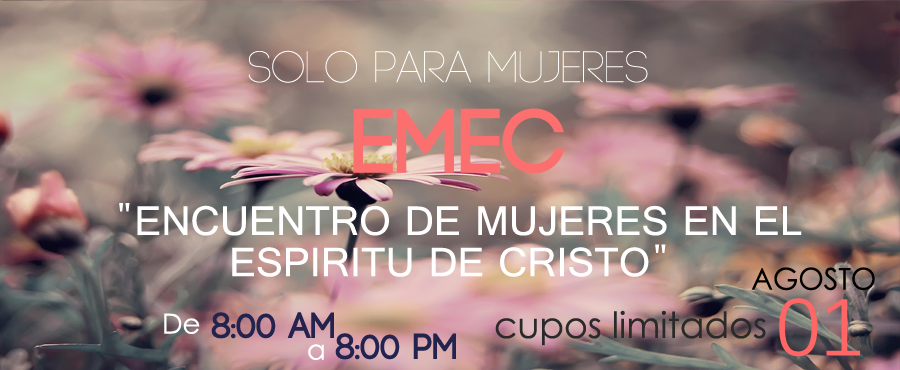 SOLO PARA MUJERES
EMEC
"ENCUENTRO DE MUJERES EN EL
ESPIRITU DE CRISTO"
De 8:00 AM
a 8:00 PM
cupos limitados
AGOSTO
01